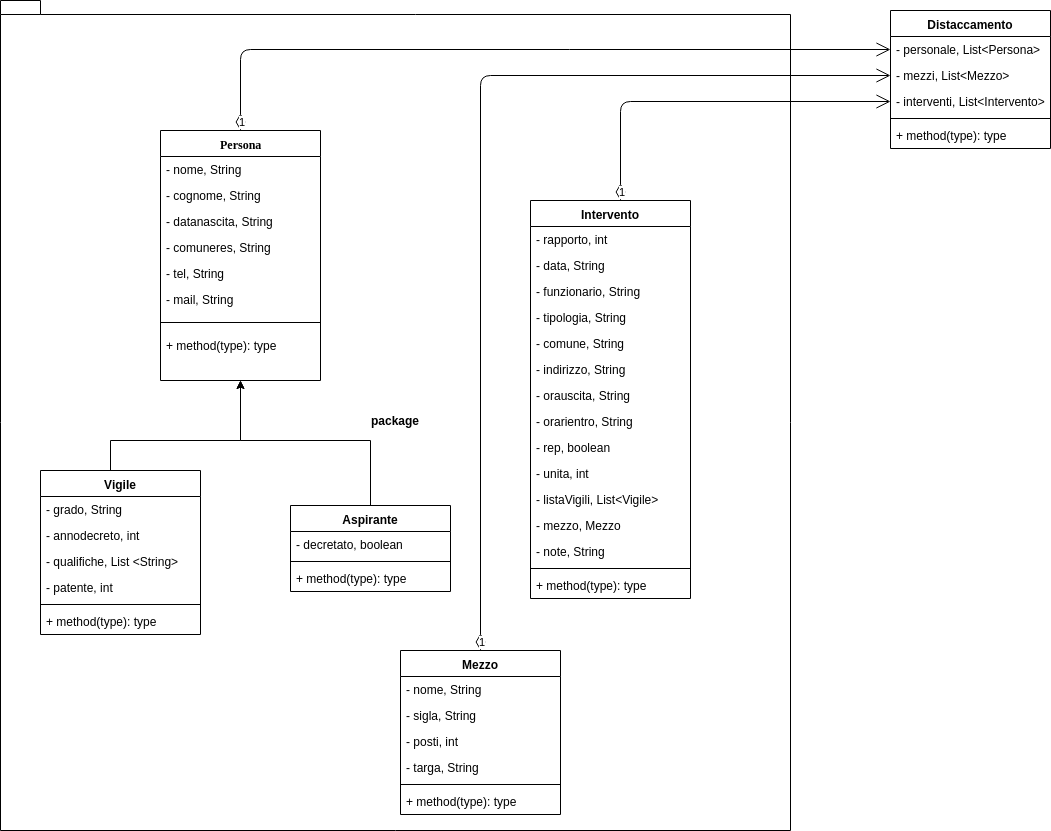 Distaccamento
- personale, List<Persona>
- mezzi, List<Mezzo>
- interventi, List<Intervento>
+ method(type): type
1
Persona
- nome, String
- cognome, String
- datanascita, String
- comuneres, String
- tel, String
- mail, String
+ method(type): type
1
Intervento
- rapporto, int
- data, String
- funzionario, String
- tipologia, String
- comune, String
- indirizzo, String
- orauscita, String
- orarientro, String
- rep, boolean
- unita, int
- listaVigili, List<Vigile>
- mezzo, Mezzo
- note, String
+ method(type): type
package
Vigile
- grado, String
- annodecreto, int
- qualifiche, List <String>
- patente, int
+ method(type): type
Aspirante
- decretato, boolean
+ method(type): type
1
Mezzo
- nome, String
- sigla, String
- posti, int
- targa, String
+ method(type): type